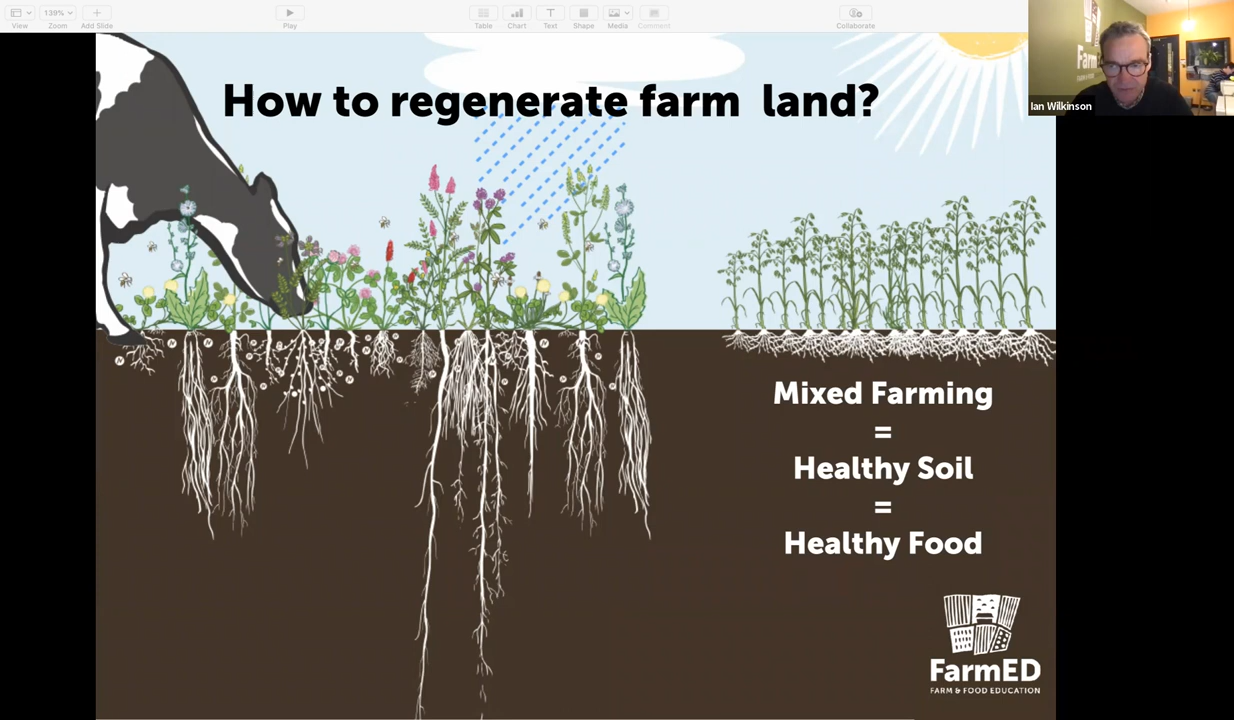 139%
View
Zoom
Add Slide
Play
Table
Chart
Text
Shape
Media
Comment
Collaborate
Ian Wilkinson
How to regenerate farm land?
Mixed Farming
=
Healthy Soil
=
Healthy Food
FarmED
FARM & FOOD EDUCATION